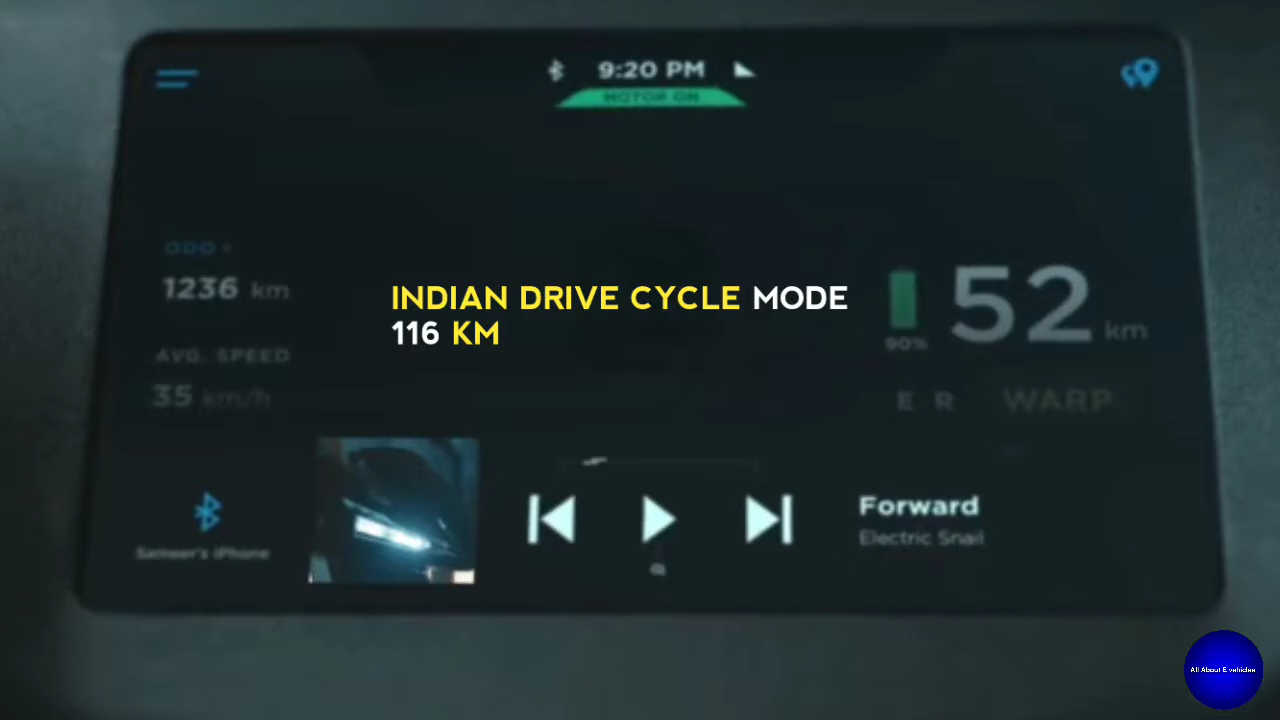 9:20 PM
MOTOR ON
ODO
1236 km
INDIAN DRIVE CYCLE MODE
116 KM
90%
52 km
AVG. SPEED
35 km/h
E R WARP
Forward
Electric Snail
Sameer's iPhone
All About E vehicles